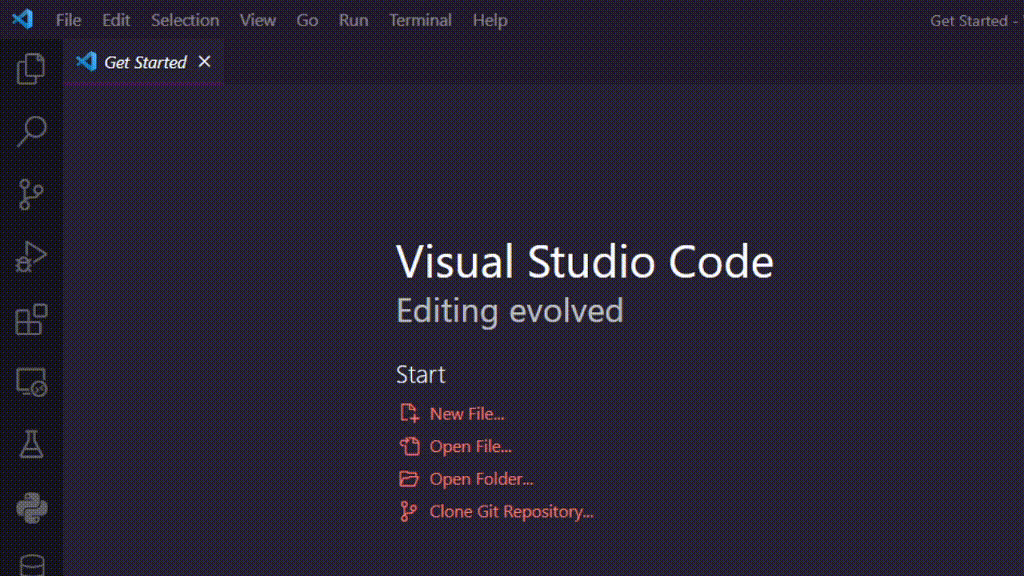 File Edit Selection View Go Run Terminal Help Get Started -
Get Started
Visual Studio Code
Editing evolved
Start
New File...
Open File...
Open Folder...
Clone Git Repository...